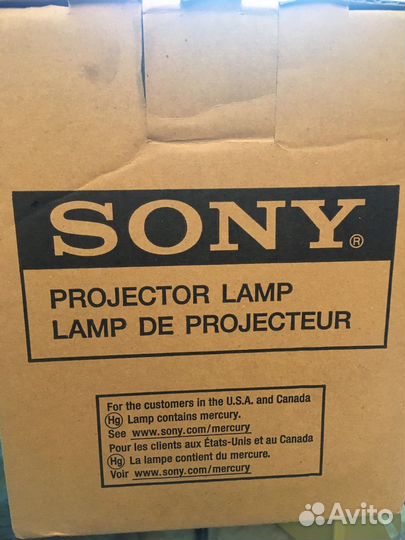 SONY®
PROJECTOR LAMP
LAMP DE PROJECTEUR
For the customers in the U.S.A. and Canada
Hg Lamp contains mercury.
See www.sony.com/mercury
Pour les clients aux États-Unis et au Canada
Hg La lampe contient du mercure.
Voir www.sony.com/mercury
Avito